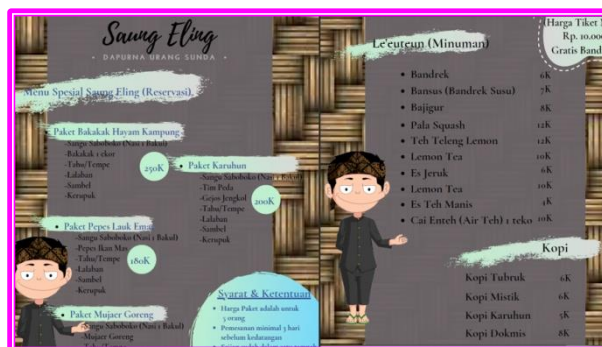 Saung Eling
• DAPURNA URANG SUNDA •
Menu Spesial Saung Eling (Reservasi)
• Paket Bakakak Hayam Kampung
-Sangu Saboboko (Nasi 1 Bakul)
-Bakakak 1 ekor
-Tahu/Tempe
-Lalaban
-Sambel
-Kerupuk
250K
• Paket Karuhun
-Sangu Saboboko (Nasi 1 Bakul)
-Tim Peda
-Gejos Jengkol
-Tahu/Tempe
-Lalaban
-Sambel
-Kerupuk
200K
• Paket Pepes Lauk Emas
-Sangu Saboboko (Nasi 1 Bakul)
-Pepes Ikan Mas
-Tahu/Tempe
-Lalaban
-Sambel
-Kerupuk
180K
• Paket Mujaer Goreng
-Sangu Saboboko (Nasi 1 Bakul)
Syarat & Ketentuan
• Harga Paket adalah untuk
5 orang
• Pemesanan minimal 3 hari
sebelum kedatangan
Harga Tiket
Rp. 10.000
Gratis Band
Le'euteun (Minuman)
• Bandrek 6K
• Bansus (Bandrek Susu) 7K
• Bajigur 8K
• Pala Squash 12K
• Teh Teleng Lemon 12K
• Lemon Tea 10K
• Es Jeruk 6K
• Lemon Tea 10K
• Es Teh Manis 4K
• Cai Enteh (Air Teh) 1 teko 10K
Kopi
Kopi Tubruk 6K
Kopi Mistik 6K
Kopi Karuhun 5K
Kopi Dokmis 8K